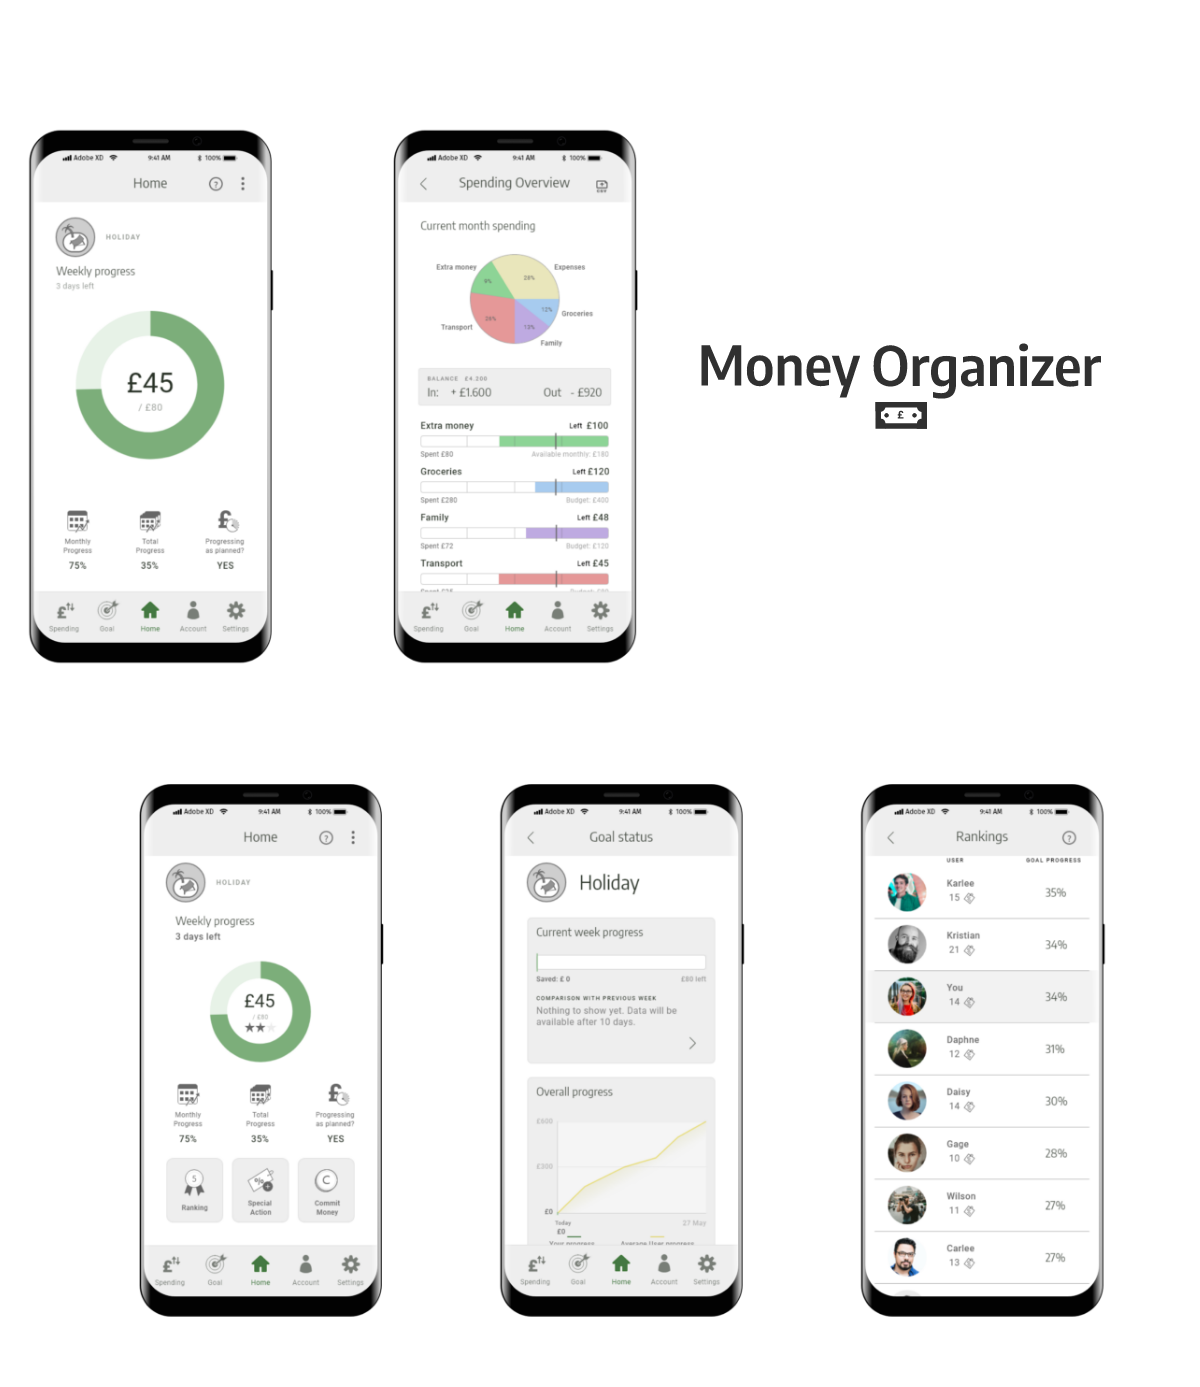 Adobe XD 9:41 AM 100%
Home ?
HOLIDAY
Weekly progress
3 days left
£45
/ £80
Monthly Progress
Total Progress
Progressing as planned?
75%
35%
YES
Spending Goal Home Account Settings
Adobe XD 9:41 AM 100%
Spending Overview
Current month spending
Extra money
Expenses
9%
28%
Groceries
12%
Transport
13%
Family
BALANCE £4.200
In: + £1.600 Out - £920
Extra money Left £100
Spent £80 Available monthly: £180
Groceries Left £120
Spent £280 Budget: £400
Family Left £48
Spent £72 Budget: £120
Transport Left £45
Spending Goal Home Account Settings
Money Organizer
£
Adobe XD 9:41 AM 100%
Home ?
HOLIDAY
Weekly progress
3 days left
£45
/ £80
Monthly Progress
Total Progress
Progressing as planned?
75%
35%
YES
5
Ranking
%
Special Action
C
Commit Money
Spending Goal Home Account Settings
Adobe XD 9:41 AM 100%
Goal status
Holiday
Current week progress
Saved: £ 0 £80 left
COMPARISON WITH PREVIOUS WEEK
Nothing to show yet. Data will be
available after 10 days.
Overall progress
£300
£0
Today 27 May
£0
Your progress Average User progress
Spending Goal Home Account Settings
Adobe XD 9:41 AM 100%
Rankings ?
USER GOAL PROGRESS
Karlee
15
35%
Kristian
21
34%
You
14
34%
Daphne
12
31%
Daisy
14
30%
Gage
10
28%
Wilson
11
27%
Carlee
13
27%